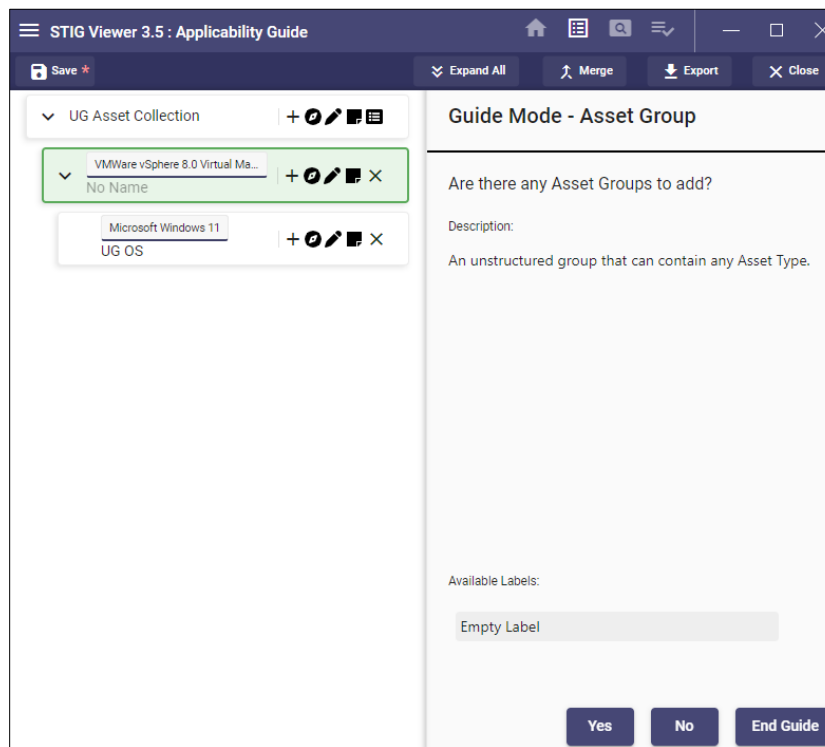 STIG Viewer 3.5 : Applicability Guide
Save *
Expand All
Merge
Export
Close
UG Asset Collection
VMWare vSphere 8.0 Virtual Ma...
No Name
Microsoft Windows 11
UG OS
Guide Mode - Asset Group
Are there any Asset Groups to add?
Description:
An unstructured group that can contain any Asset Type.
Available Labels:
Empty Label
Yes
No
End Guide